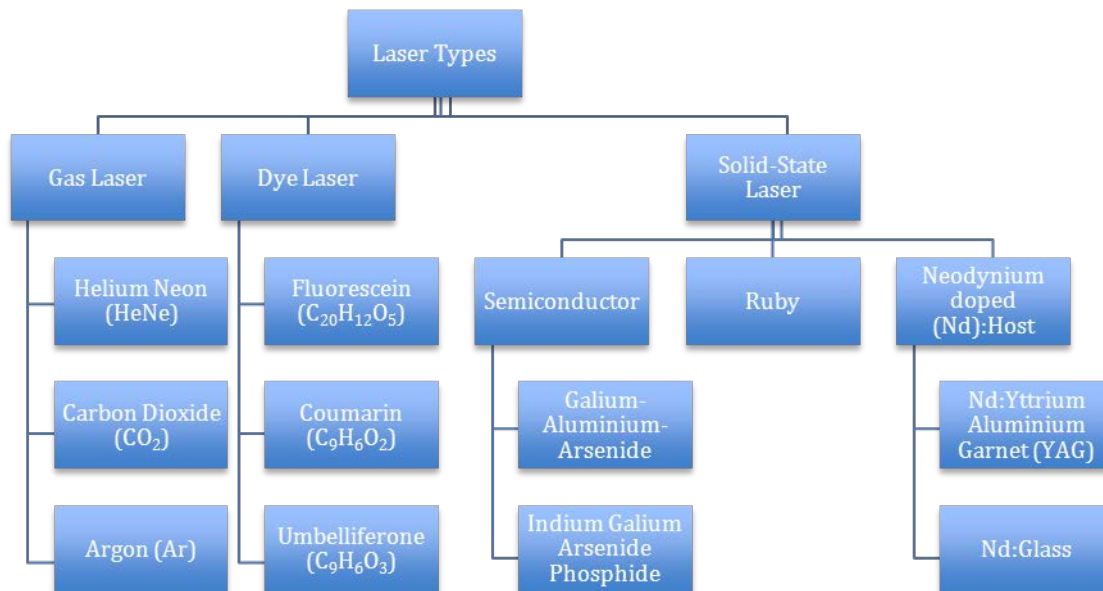 Laser Types
Gas Laser
Dye Laser
Solid-State
Laser
Helium Neon
(HeNe)
Fluorescein
(C₂₀H₁₂O₅)
Semiconductor
Ruby
Neodynium
doped
(Nd):Host
Carbon Dioxide
(CO₂)
Coumarin
(C₉H₆O₂)
Galium-
Aluminium-
Arsenide
Nd:Yttrium
Aluminium
Garnet (YAG)
Argon (Ar)
Umbelliferone
(C₉H₆O₃)
Indium Galium
Arsenide
Phosphide
Nd:Glass